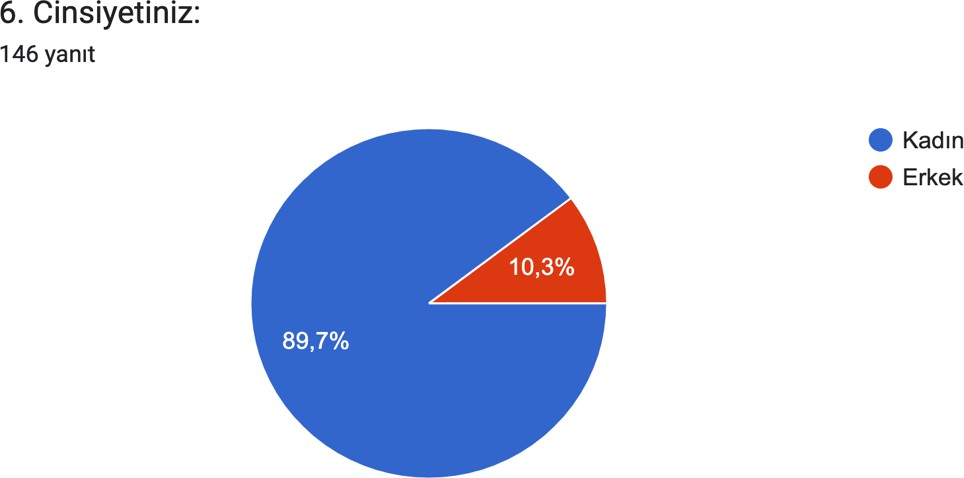 6. Cinsiyetiniz:
146 yanıt
Kadın
Erkek
10,3%
89,7%